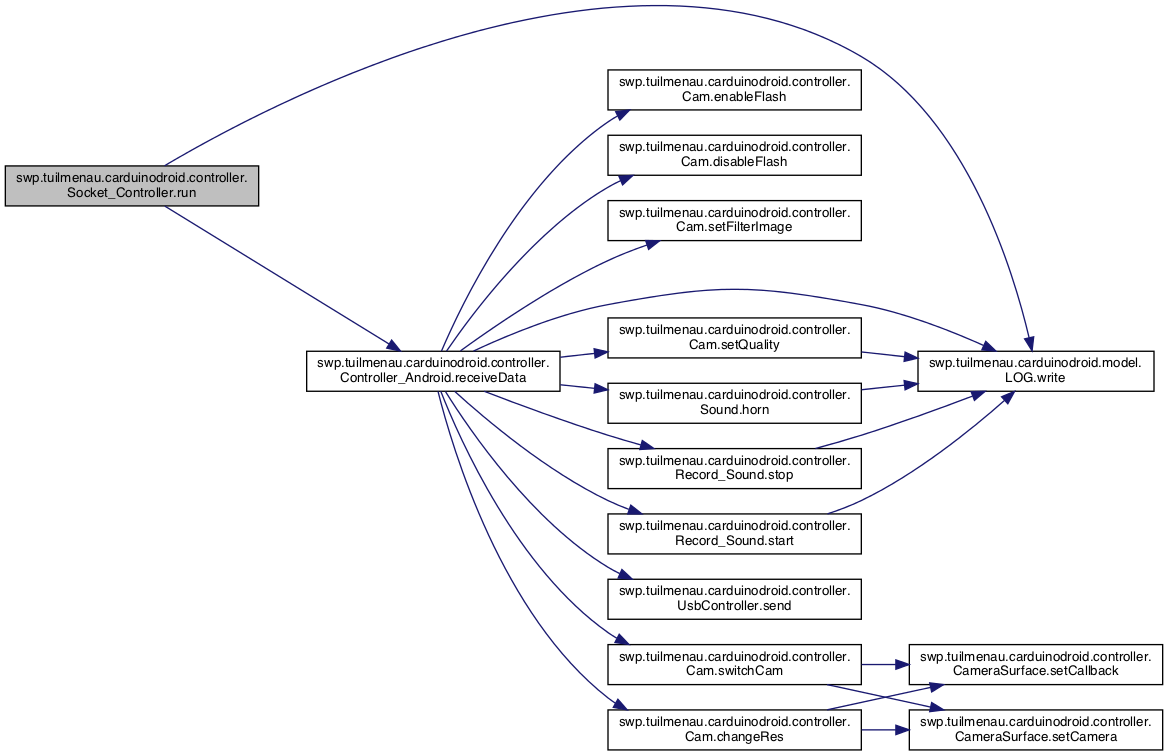 swp.tuilmenau.carduinodroid.controller.
Socket_Controller.run
swp.tuilmenau.carduinodroid.controller.
Controller_Android.receiveData
swp.tuilmenau.carduinodroid.controller.
Cam.enableFlash
swp.tuilmenau.carduinodroid.controller.
Cam.disableFlash
swp.tuilmenau.carduinodroid.controller.
Cam.setFilterImage
swp.tuilmenau.carduinodroid.controller.
Cam.setQuality
swp.tuilmenau.carduinodroid.controller.
Sound.horn
swp.tuilmenau.carduinodroid.controller.
Record_Sound.stop
swp.tuilmenau.carduinodroid.controller.
Record_Sound.start
swp.tuilmenau.carduinodroid.controller.
UsbController.send
swp.tuilmenau.carduinodroid.controller.
Cam.switchCam
swp.tuilmenau.carduinodroid.controller.
Cam.changeRes
swp.tuilmenau.carduinodroid.model.
LOG.write
swp.tuilmenau.carduinodroid.controller.
CameraSurface.setCallback
swp.tuilmenau.carduinodroid.controller.
CameraSurface.setCamera